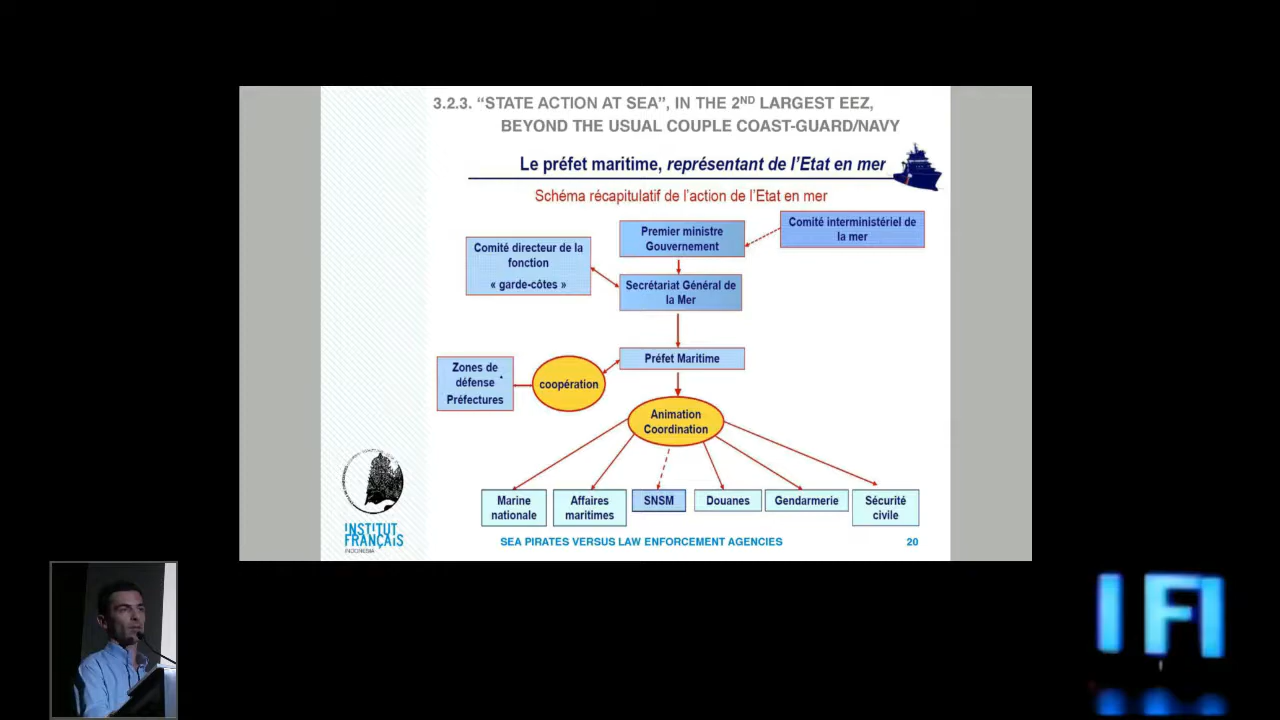 3.2.3. “STATE ACTION AT SEA”, IN THE 2ND LARGEST EEZ,
BEYOND THE USUAL COUPLE COAST-GUARD/NAVY
Le préfet maritime, représentant de l’Etat en mer
Schéma récapitulatif de l’action de l’Etat en mer
Comité interministériel de
la mer
Premier ministre
Gouvernement
Comité directeur de la
fonction
« garde-côtes »
Secrétariat Général de
la Mer
Préfet Maritime
Zones de
défense
Préfectures
coopération
Animation
Coordination
Marine
nationale
Affaires
maritimes
SNSM
Douanes
Gendarmerie
Sécurité
civile
INSTITUT
FRANÇAIS
INDONESIA
SEA PIRATES VERSUS LAW ENFORCEMENT AGENCIES
20
IFI